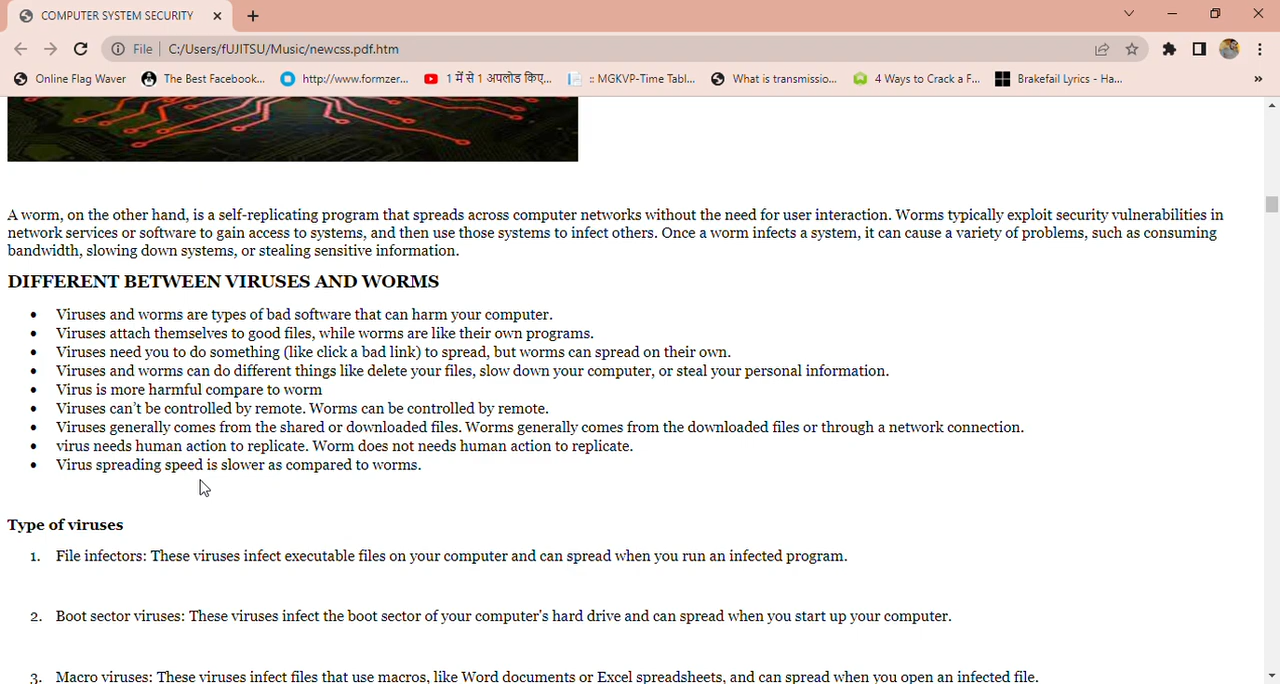 COMPUTER SYSTEM SECURITY
File C:/Users/fUJITSU/Music/newcss.pdf.htm
Online Flag Waver The Best Facebook... http://www.formzer... 1 में से 1 अपलोड किए... :: MGKVP-Time Tabl... What is transmissio... 4 Ways to Crack a F... Brakefail Lyrics - Ha... »
A worm, on the other hand, is a self-replicating program that spreads across computer networks without the need for user interaction. Worms typically exploit security vulnerabilities in
network services or software to gain access to systems, and then use those systems to infect others. Once a worm infects a system, it can cause a variety of problems, such as consuming
bandwidth, slowing down systems, or stealing sensitive information.
DIFFERENT BETWEEN VIRUSES AND WORMS
• Viruses and worms are types of bad software that can harm your computer.
• Viruses attach themselves to good files, while worms are like their own programs.
• Viruses need you to do something (like click a bad link) to spread, but worms can spread on their own.
• Viruses and worms can do different things like delete your files, slow down your computer, or steal your personal information.
• Virus is more harmful compare to worm
• Viruses can't be controlled by remote. Worms can be controlled by remote.
• Viruses generally comes from the shared or downloaded files. Worms generally comes from the downloaded files or through a network connection.
• virus needs human action to replicate. Worm does not needs human action to replicate.
• Virus spreading speed is slower as compared to worms.
Type of viruses
1. File infectors: These viruses infect executable files on your computer and can spread when you run an infected program.
2. Boot sector viruses: These viruses infect the boot sector of your computer's hard drive and can spread when you start up your computer.
3. Macro viruses: These viruses infect files that use macros, like Word documents or Excel spreadsheets, and can spread when you open an infected file.